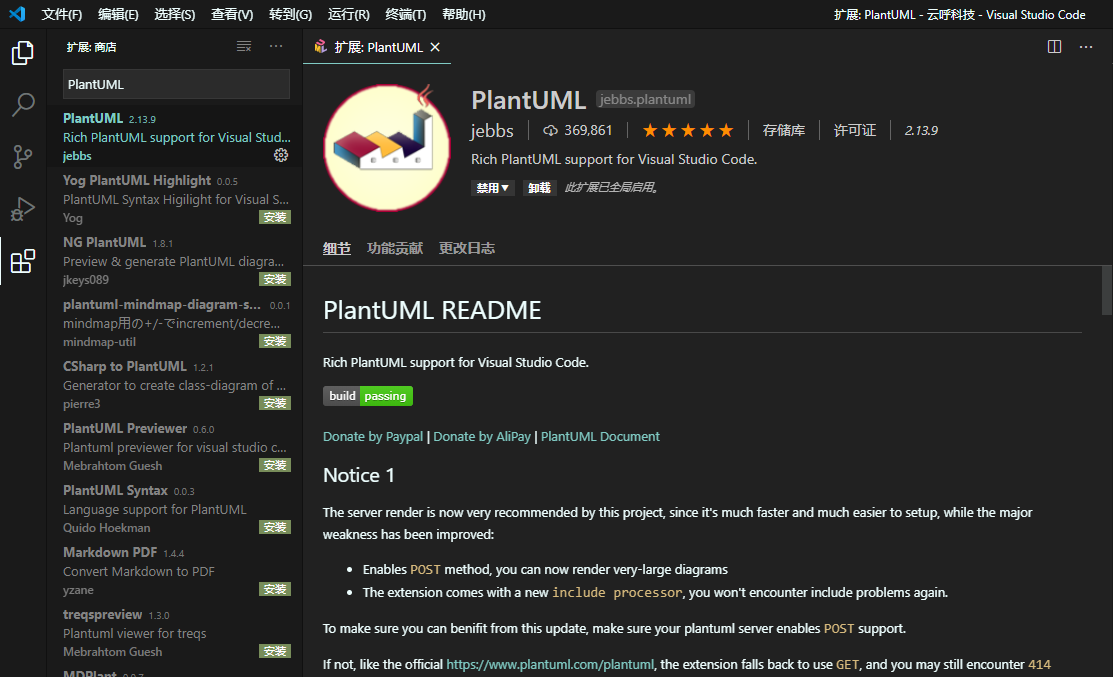 文件(F) 编辑(E) 选择(S) 查看(V) 转到(G) 运行(R) 终端(T) 帮助(H) 扩展: PlantUML - 云呼科技 - Visual Studio Code
扩展: 商店
PlantUML
PlantUML 2.13.9
Rich PlantUML support for Visual Stud...
jebbs
Yog PlantUML Highlight 0.0.5
PlantUML Syntax Higilight for Visual S...
Yog 安装
NG PlantUML 1.8.1
Preview & generate PlantUML diagra...
jkeys089 安装
plantuml-mindmap-diagram-s... 0.0.1
mindmap用の+/-でincrement/decre...
mindmap-util 安装
CSharp to PlantUML 1.2.1
Generator to create class-diagram of ...
pierre3 安装
PlantUML Previewer 0.6.0
Plantuml previewer for visual studio c...
Mebrahtom Guesh 安装
PlantUML Syntax 0.0.3
Language support for PlantUML
Quido Hoekman 安装
Markdown PDF 1.4.4
Convert Markdown to PDF
yzane 安装
treqspreview 1.3.0
Plantuml viewer for treqs
Mebrahtom Guesh 安装
MDPlant 0.0.7
扩展: PlantUML
PlantUML jebbs.plantuml
jebbs 369,861 存储库 许可证 2.13.9
Rich PlantUML support for Visual Studio Code.
禁用 卸载 此扩展已全局启用。
细节 功能贡献 更改日志
PlantUML README
Rich PlantUML support for Visual Studio Code.
build passing
Donate by Paypal | Donate by AliPay | PlantUML Document
Notice 1
The server render is now very recommended by this project, since it's much faster and much easier to setup, while the major
weakness has been improved:
• Enables POST method, you can now render very-large diagrams
• The extension comes with a new include processor, you won't encounter include problems again.
To make sure you can benifit from this update, make sure your plantuml server enables POST support.
If not, like the official https://www.plantuml.com/plantuml, the extension falls back to use GET, and you may still encounter 414